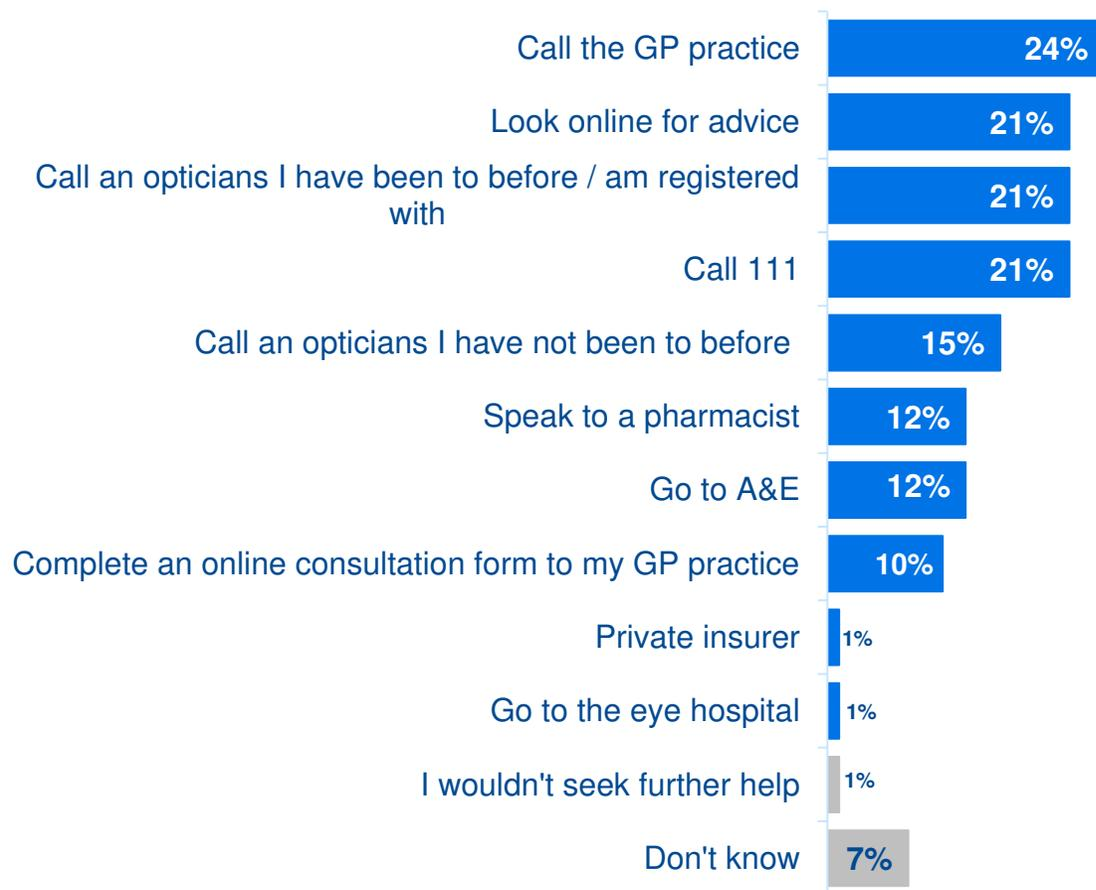 Call the GP practice 24%
Look online for advice 21%
Call an opticians I have been to before / am registered
with 21%
Call 111 21%
Call an opticians I have not been to before 15%
Speak to a pharmacist 12%
Go to A&E 12%
Complete an online consultation form to my GP practice 10%
Private insurer 1%
Go to the eye hospital 1%
I wouldn't seek further help 1%
Don't know 7%